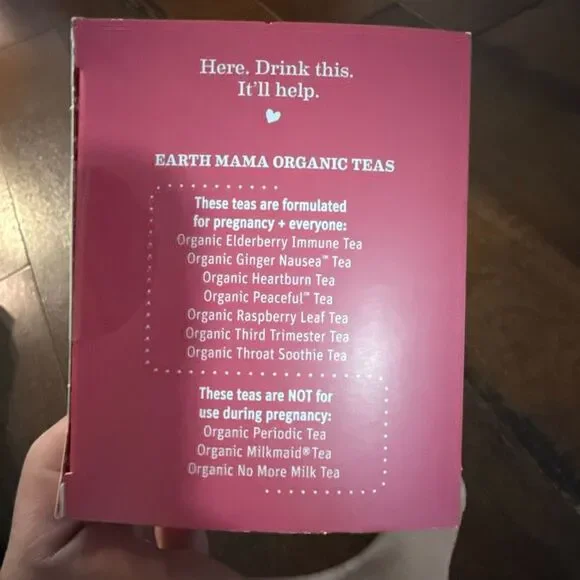 Here. Drink this.
It'll help.
EARTH MAMA ORGANIC TEAS
These teas are formulated
for pregnancy + everyone:
Organic Elderberry Immune Tea
Organic Ginger Nausea™ Tea
Organic Heartburn Tea
Organic Peaceful™ Tea
Organic Raspberry Leaf Tea
Organic Third Trimester Tea
Organic Throat Soothie Tea
These teas are NOT for
use during pregnancy:
Organic Periodic Tea
Organic Milkmaid® Tea
Organic No More Milk Tea